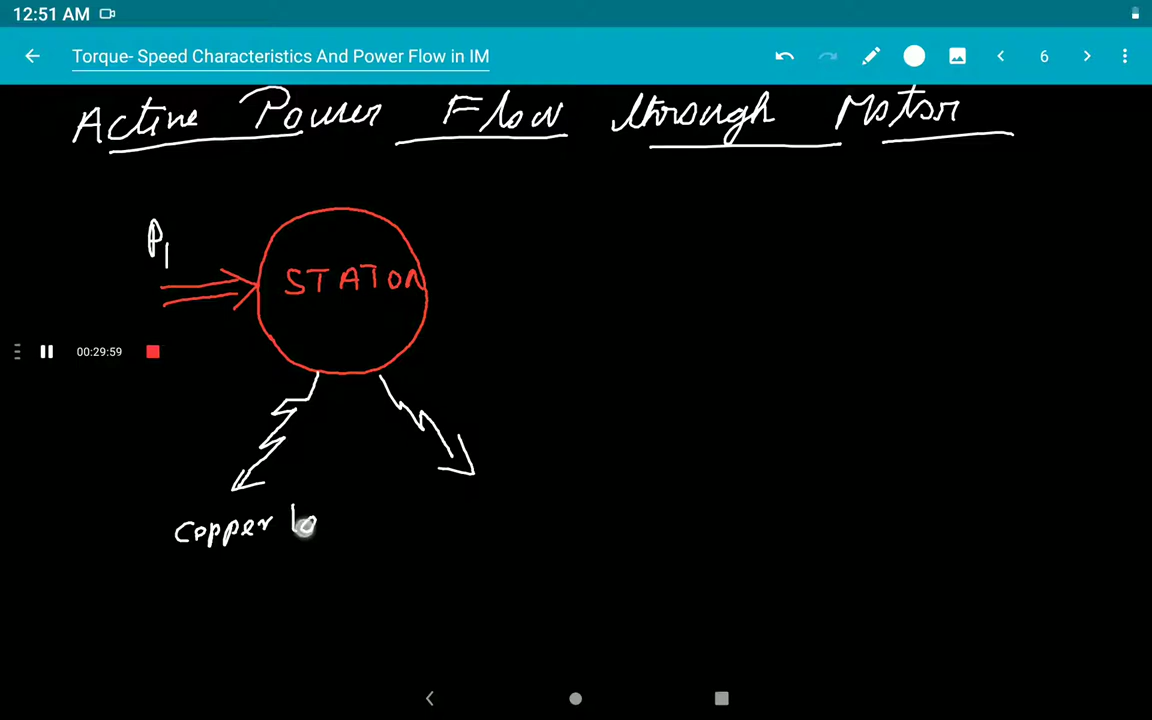 12:51 AM
Torque- Speed Characteristics And Power Flow in IM
6
Active Power Flow through Motor
P1
STATOR
00:29:59
Copper lo